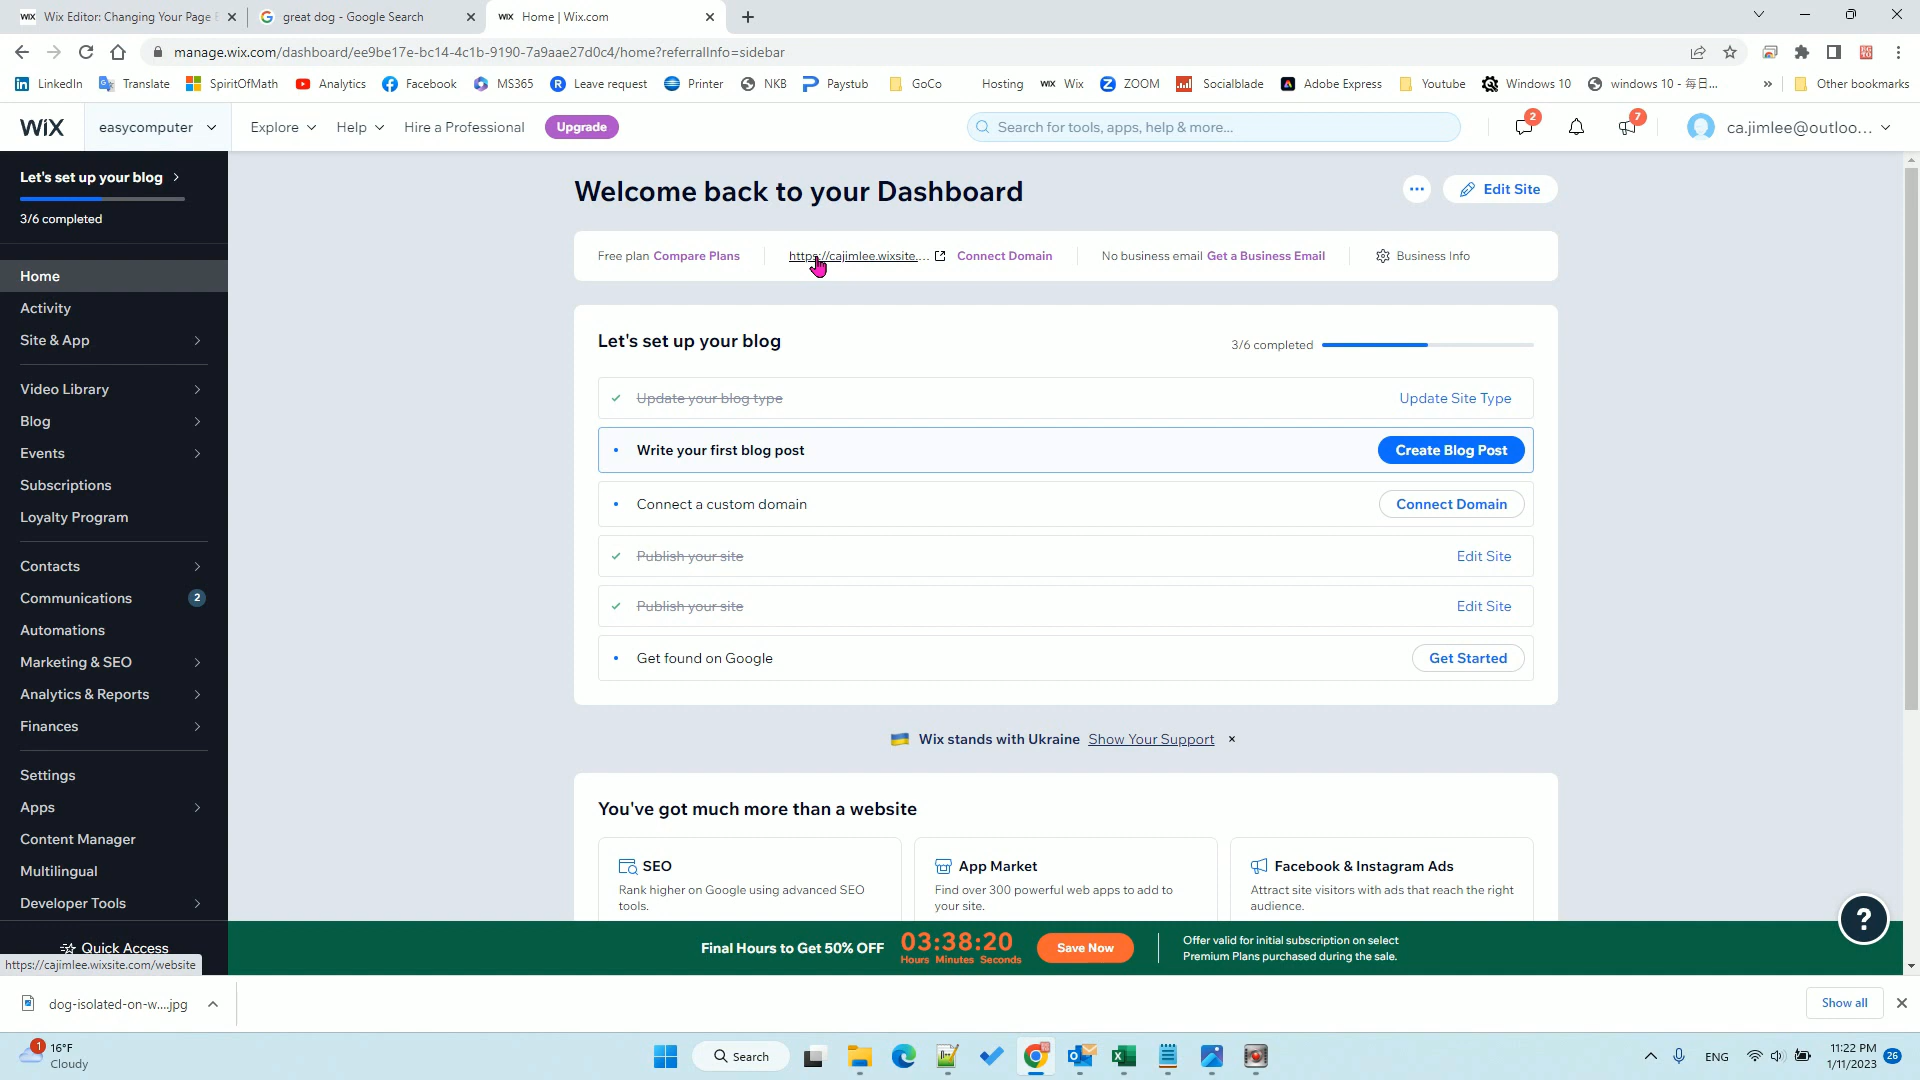 WiX Wix Editor: Changing Your Page
great dog - Google Search
WiX Home | Wix.com
manage.wix.com/dashboard/ee9be17e-bc14-4c1b-9190-7a9aae27d0c4/home?referralInfo=sidebar
LinkedIn Translate SpiritOfMath Analytics Facebook MS365 Leave request Printer NKB Paystub GoCo Hosting WiX Wix ZOOM Socialblade Adobe Express Youtube Windows 10 windows 10 - 每日... » Other bookmarks
WiX easycomputer Explore Help Hire a Professional Upgrade Search for tools, apps, help & more... 2 7 ca.jimlee@outloo...
Let's set up your blog
3/6 completed
Home
Activity
Site & App
Video Library
Blog
Events
Subscriptions
Loyalty Program
Contacts
Communications 2
Automations
Marketing & SEO
Analytics & Reports
Finances
Settings
Apps
Content Manager
Multilingual
Developer Tools
Quick Access
https://cajimlee.wixsite.com/website
Welcome back to your Dashboard
Edit Site
Free plan Compare Plans https://cajimlee.wixsite.... Connect Domain No business email Get a Business Email Business Info
Let's set up your blog 3/6 completed
Update your blog type Update Site Type
Write your first blog post Create Blog Post
Connect a custom domain Connect Domain
Publish your site Edit Site
Publish your site Edit Site
Get found on Google Get Started
Wix stands with Ukraine Show Your Support ×
You've got much more than a website
SEO
Rank higher on Google using advanced SEO
tools.
App Market
Find over 300 powerful web apps to add to
your site.
Facebook & Instagram Ads
Attract site visitors with ads that reach the right
audience.
Final Hours to Get 50% OFF 03:38:20 Save Now
Hours Minutes Seconds
Offer valid for initial subscription on select
Premium Plans purchased during the sale.
?
dog-isolated-on-w....jpg
Show all
1 16°F
Cloudy
Search
ENG
11:22 PM
1/11/2023
26